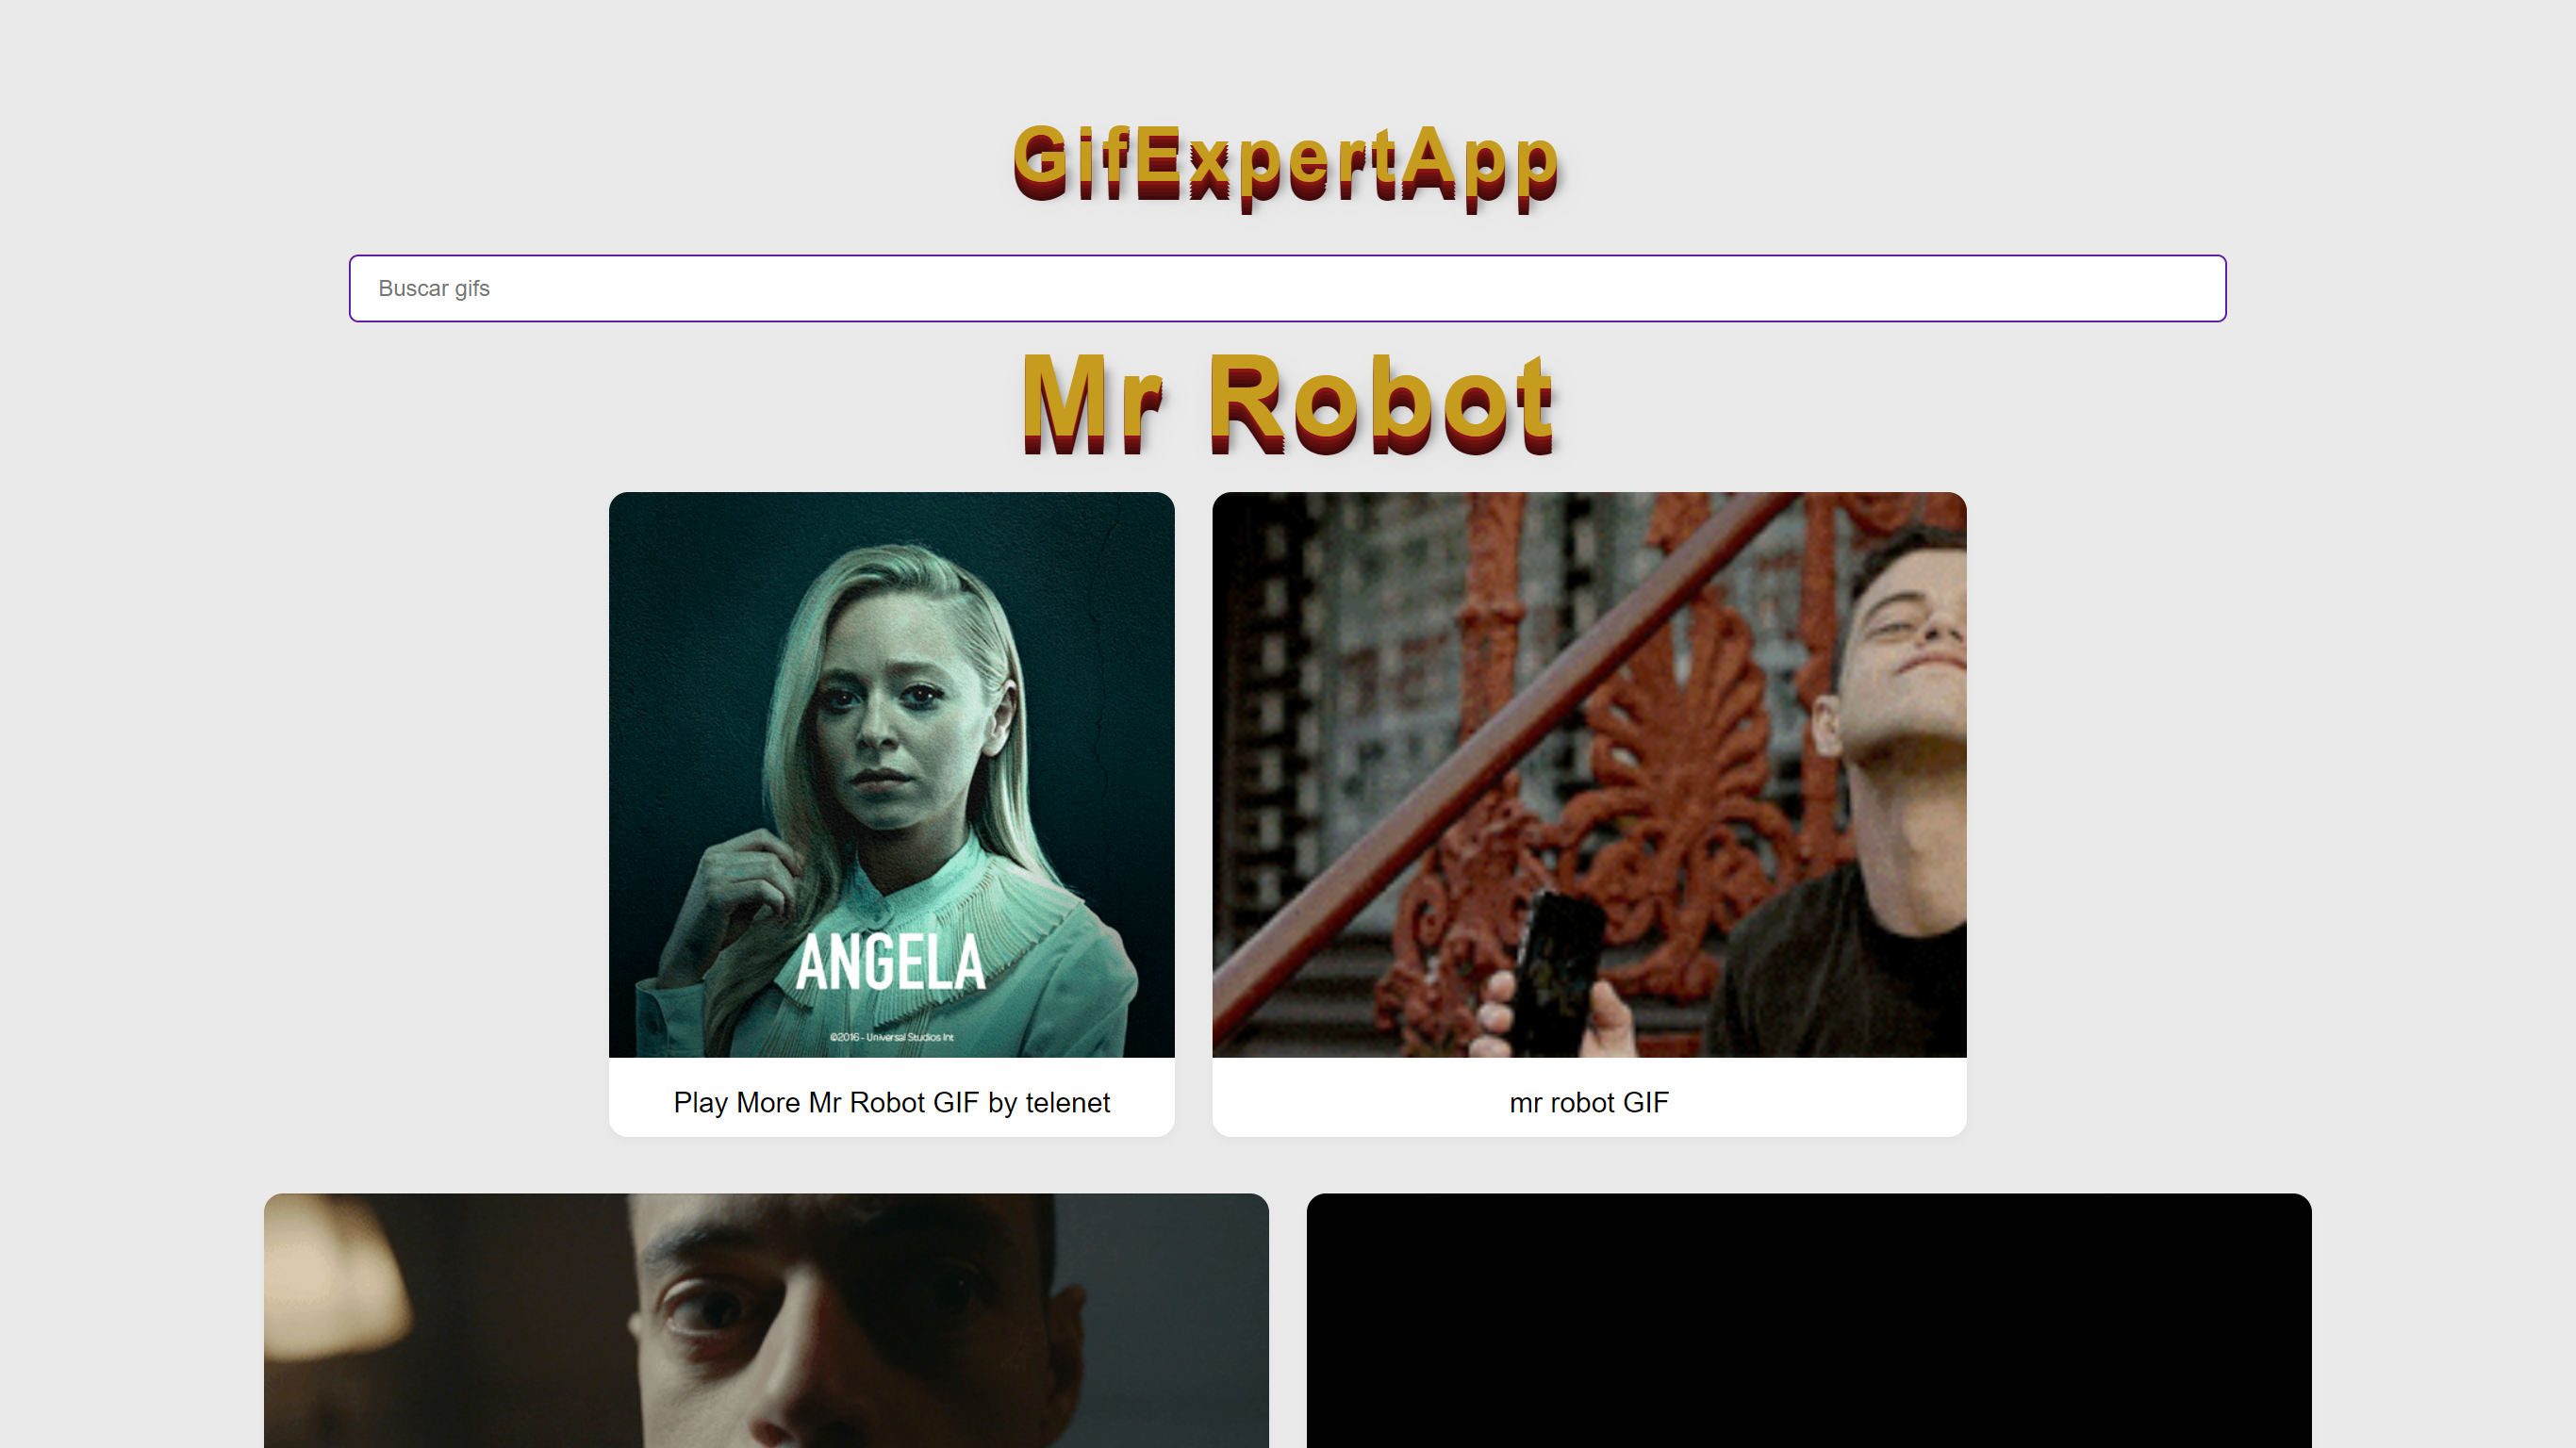 GifExpertApp
Buscar gifs
Mr Robot
ANGELA
©2016 - Universal Studios Int
Play More Mr Robot GIF by telenet
mr robot GIF